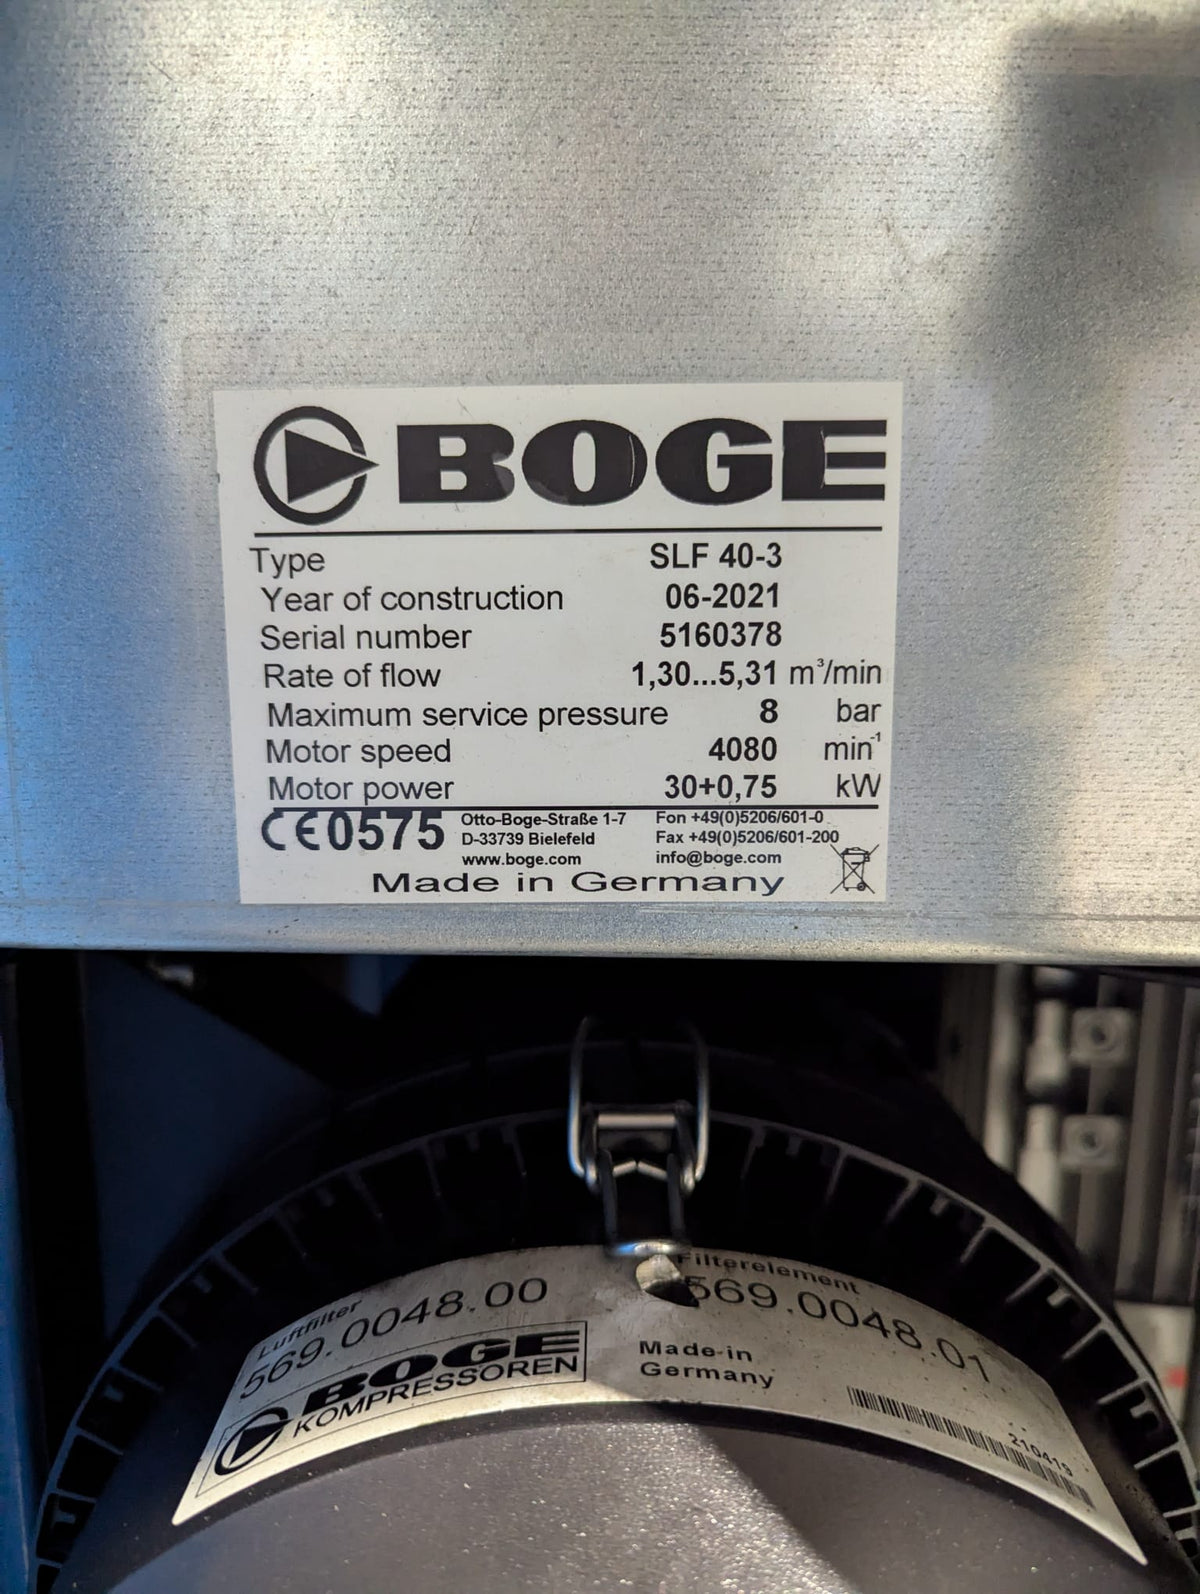 BOGE
Type SLF 40-3
Year of construction 06-2021
Serial number 5160378
Rate of flow 1,30...5,31 m³/min
Maximum service pressure 8 bar
Motor speed 4080 min⁻¹
Motor power 30+0,75 kW
CE0575
Otto-Boge-Straße 1-7
D-33739 Bielefeld
www.boge.com
Fon +49(0)5206/601-0
Fax +49(0)5206/601-200
info@boge.com
Made in Germany
Luftfilter
569.0048.00
BOGE
KOMPRESSOREN
Filterelement
569.0048.01
Made-in
Germany
210419